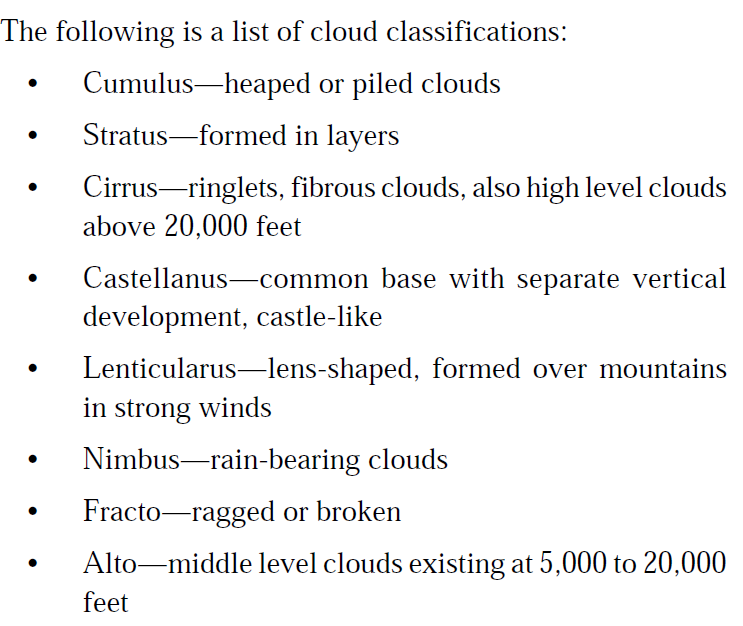 The following is a list of cloud classifications:
• Cumulus—heaped or piled clouds
• Stratus—formed in layers
• Cirrus—ringlets, fibrous clouds, also high level clouds
above 20,000 feet
• Castellanus—common base with separate vertical
development, castle-like
• Lenticularus—lens-shaped, formed over mountains
in strong winds
• Nimbus—rain-bearing clouds
• Fracto—ragged or broken
• Alto—middle level clouds existing at 5,000 to 20,000
feet